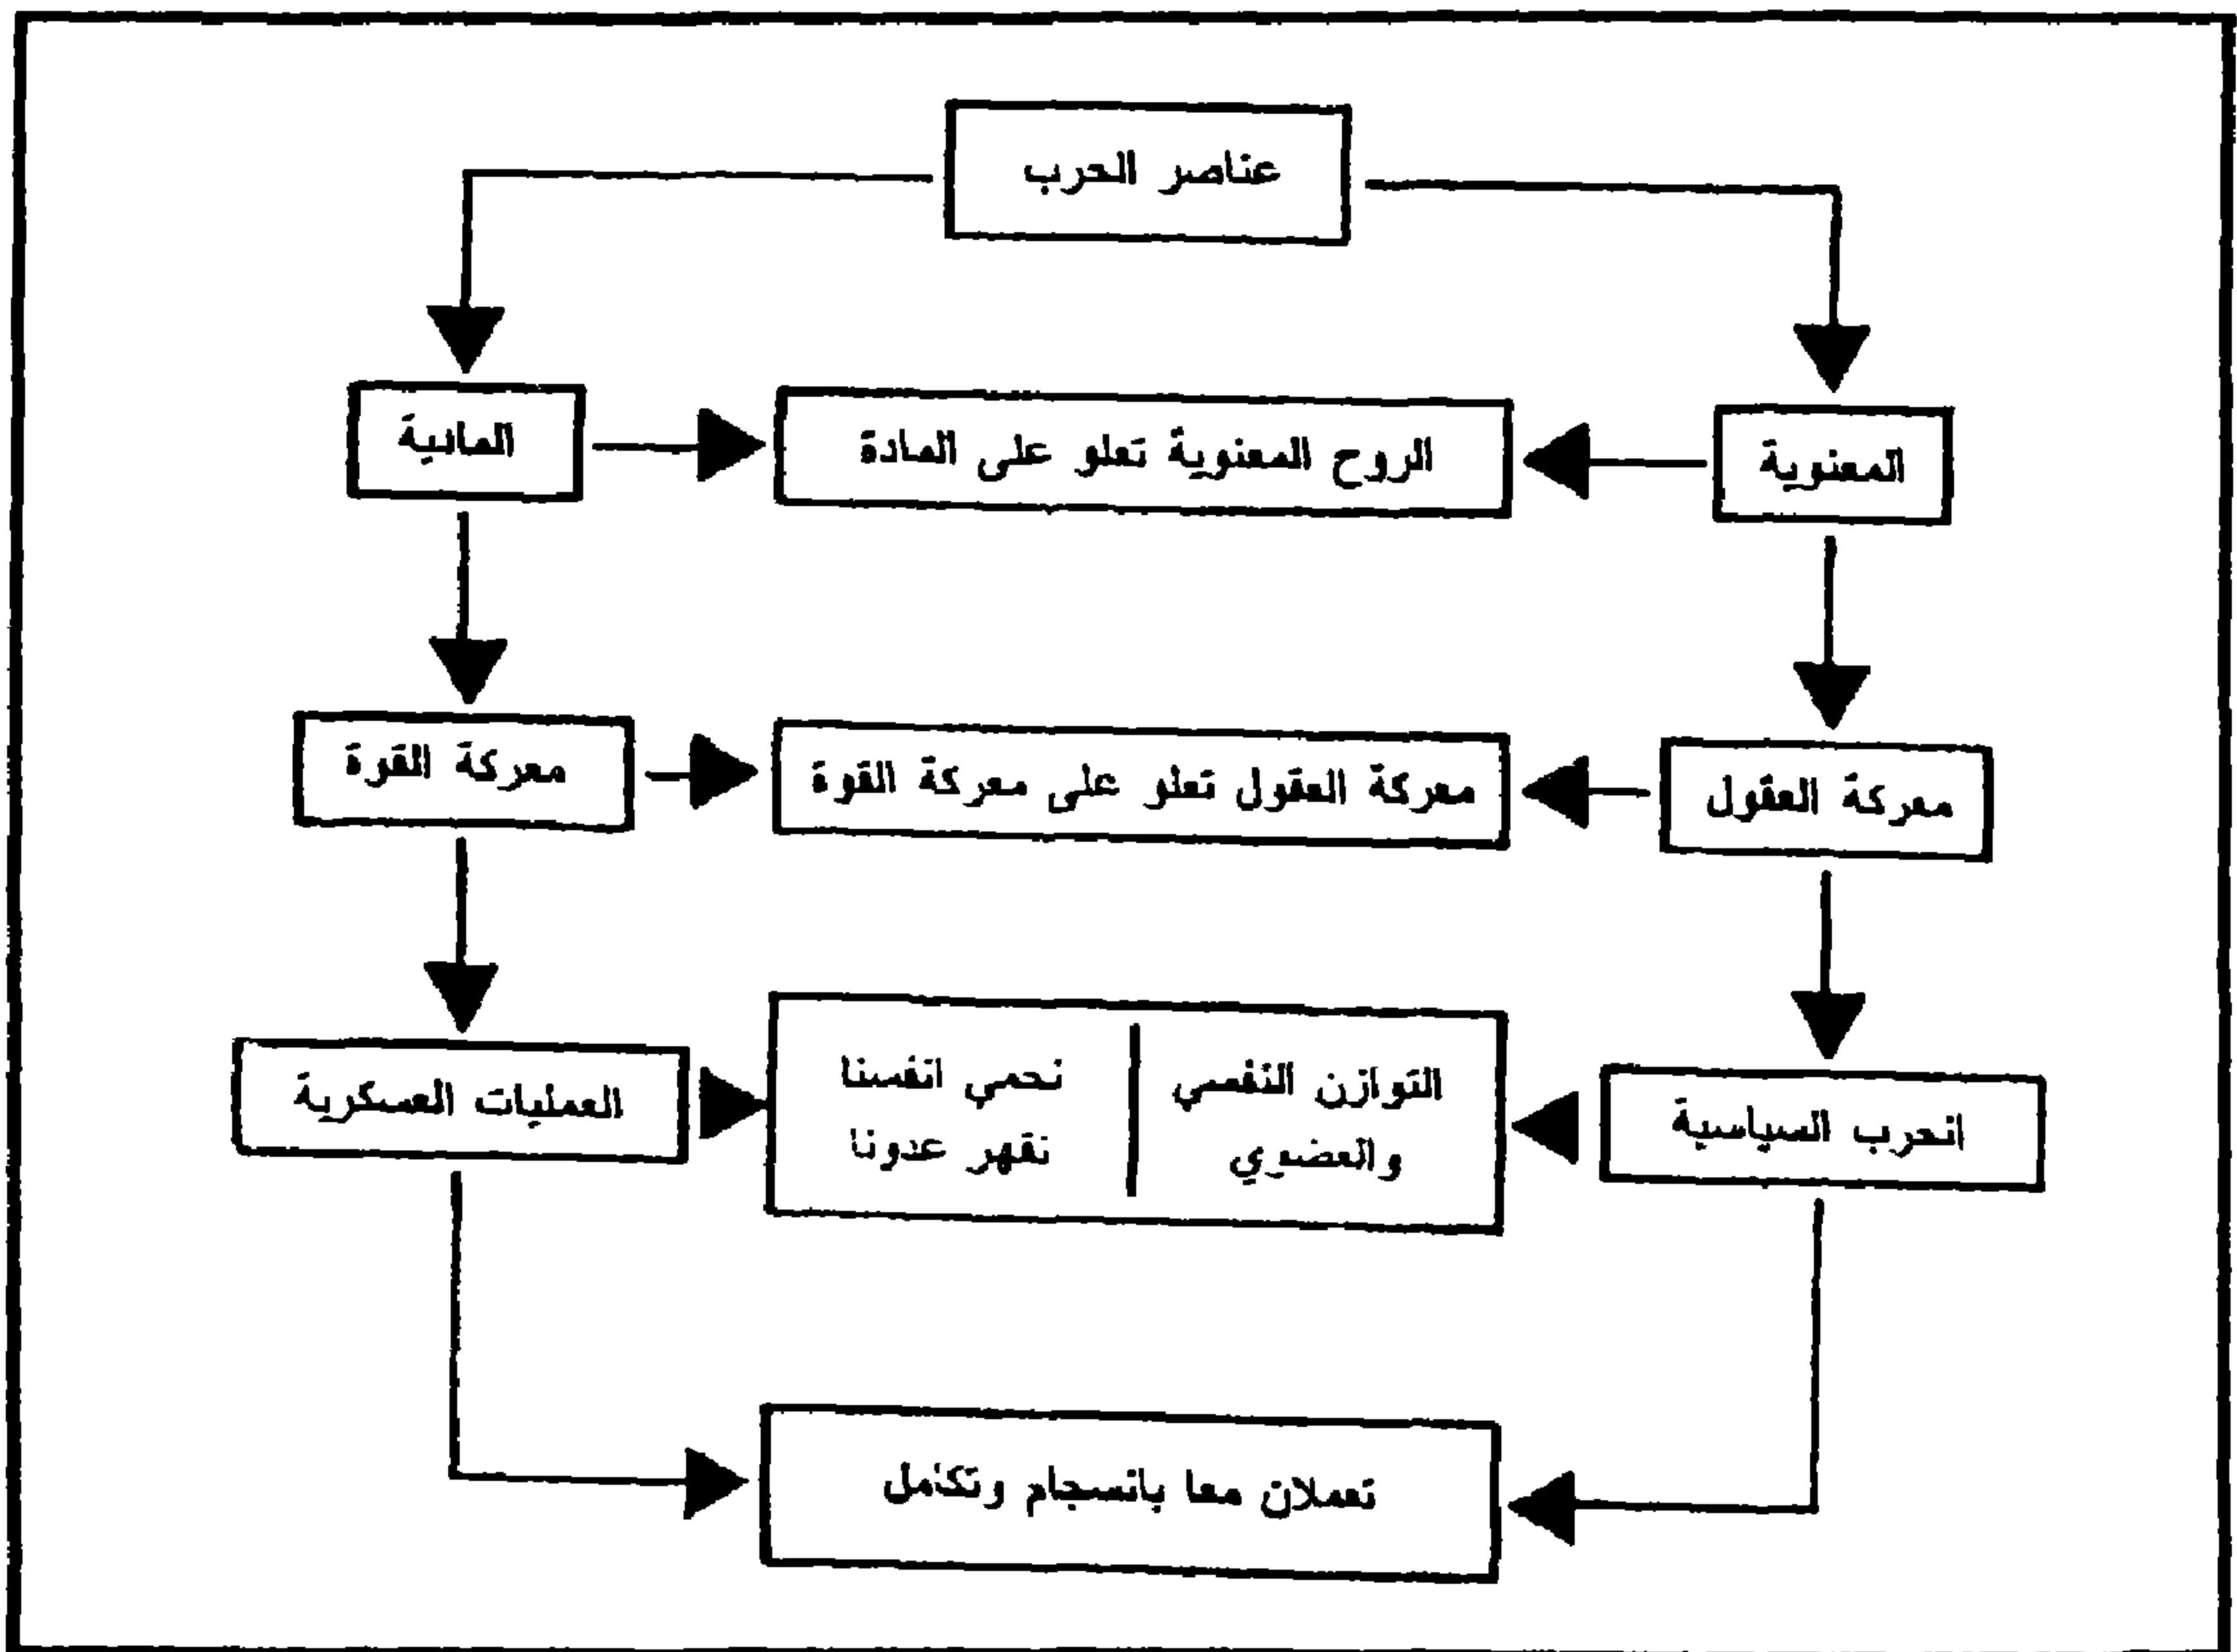 عناصر الحرب
المعنوية
الروح المعنوية تعلو على المادة
المادية
معركة العقول
معركة العقول تعلو على معركة القوة
معركة القوة
الحرب السياسية
التوازن النفسي
والعضوي
نحمي انفسنا
نقهر عدونا
العمليات العسكرية
تعملان معا بانسجام وتكامل